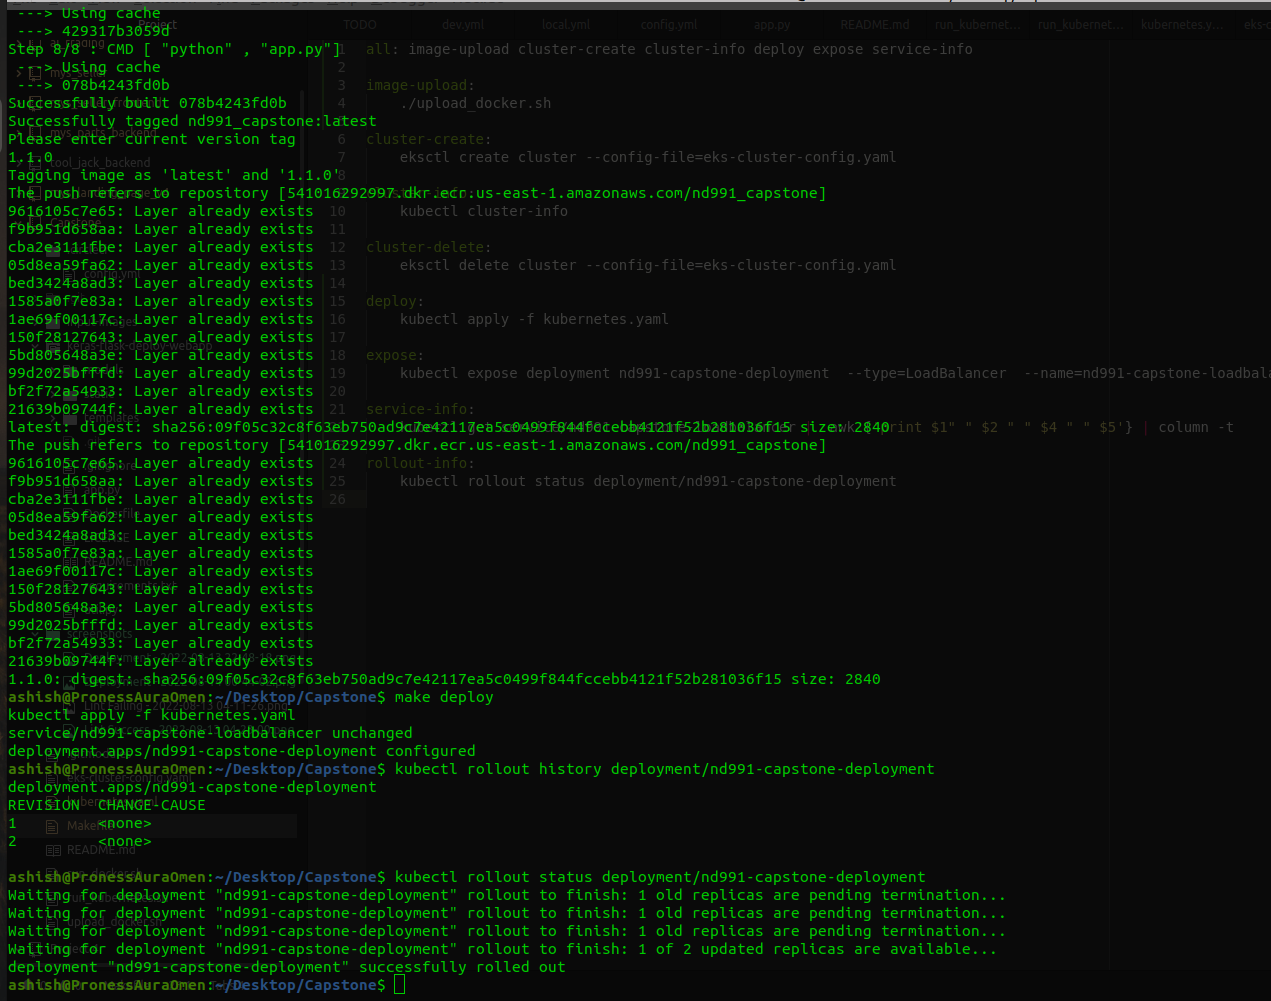 ---> Using cache
---> 429317b3059d
Step 8/8 : CMD [ "python" , "app.py"]
---> Using cache
---> 078b4243fd0b
Successfully built 078b4243fd0b
Successfully tagged nd991_capstone:latest
Please enter current version tag
1.1.0
Tagging image as 'latest' and '1.1.0'
The push refers to repository [541016292997.dkr.ecr.us-east-1.amazonaws.com/nd991_capstone]
9616105c7e65: Layer already exists
f9b951d658aa: Layer already exists
cba2e3111fbe: Layer already exists
05d8ea59fa62: Layer already exists
bed3424a8ad3: Layer already exists
1585a0f7e83a: Layer already exists
1ae69f00117c: Layer already exists
150f28127643: Layer already exists
5bd805648a3e: Layer already exists
99d2025bfffd: Layer already exists
bf2f72a54933: Layer already exists
21639b09744f: Layer already exists
latest: digest: sha256:09f05c32c8f63eb750ad9c7e42117ea5c0499f844fccebb4121f52b281036f15 size: 2840
The push refers to repository [541016292997.dkr.ecr.us-east-1.amazonaws.com/nd991_capstone]
9616105c7e65: Layer already exists
f9b951d658aa: Layer already exists
cba2e3111fbe: Layer already exists
05d8ea59fa62: Layer already exists
bed3424a8ad3: Layer already exists
1585a0f7e83a: Layer already exists
1ae69f00117c: Layer already exists
150f28127643: Layer already exists
5bd805648a3e: Layer already exists
99d2025bfffd: Layer already exists
bf2f72a54933: Layer already exists
21639b09744f: Layer already exists
1.1.0: digest: sha256:09f05c32c8f63eb750ad9c7e42117ea5c0499f844fccebb4121f52b281036f15 size: 2840
ashish@PronessAuraOmen:~/Desktop/Capstone$ make deploy
kubectl apply -f kubernetes.yaml
service/nd991-capstone-loadbalancer unchanged
deployment.apps/nd991-capstone-deployment configured
ashish@PronessAuraOmen:~/Desktop/Capstone$ kubectl rollout history deployment/nd991-capstone-deployment
deployment.apps/nd991-capstone-deployment
REVISION CHANGE-CAUSE
1 <none>
2 <none>
ashish@PronessAuraOmen:~/Desktop/Capstone$ kubectl rollout status deployment/nd991-capstone-deployment
Waiting for deployment "nd991-capstone-deployment" rollout to finish: 1 old replicas are pending termination...
Waiting for deployment "nd991-capstone-deployment" rollout to finish: 1 old replicas are pending termination...
Waiting for deployment "nd991-capstone-deployment" rollout to finish: 1 old replicas are pending termination...
Waiting for deployment "nd991-capstone-deployment" rollout to finish: 1 of 2 updated replicas are available...
deployment "nd991-capstone-deployment" successfully rolled out
ashish@PronessAuraOmen:~/Desktop/Capstone$
Project
TODO dev.yml local.yml config.yml app.py README.md run_kubernet... run_kubernet... kubernetes.y...
1 all: image-upload cluster-create cluster-info deploy expose service-info
2
3 image-upload:
4 ./upload_docker.sh
6 cluster-create:
7 eksctl create cluster --config-file=eks-cluster-config.yaml
8
10 kubectl cluster-info
11
12 cluster-delete:
13 eksctl delete cluster --config-file=eks-cluster-config.yaml
14
15 deploy:
16 kubectl apply -f kubernetes.yaml
17
18 expose:
19 kubectl expose deployment nd991-capstone-deployment --type=LoadBalancer --name=nd991-capstone-loadbala
20
21 service-info:
$1" " $2 " " $4 " " $5'} | column -t
24 rollout-info:
25 kubectl rollout status deployment/nd991-capstone-deployment
26